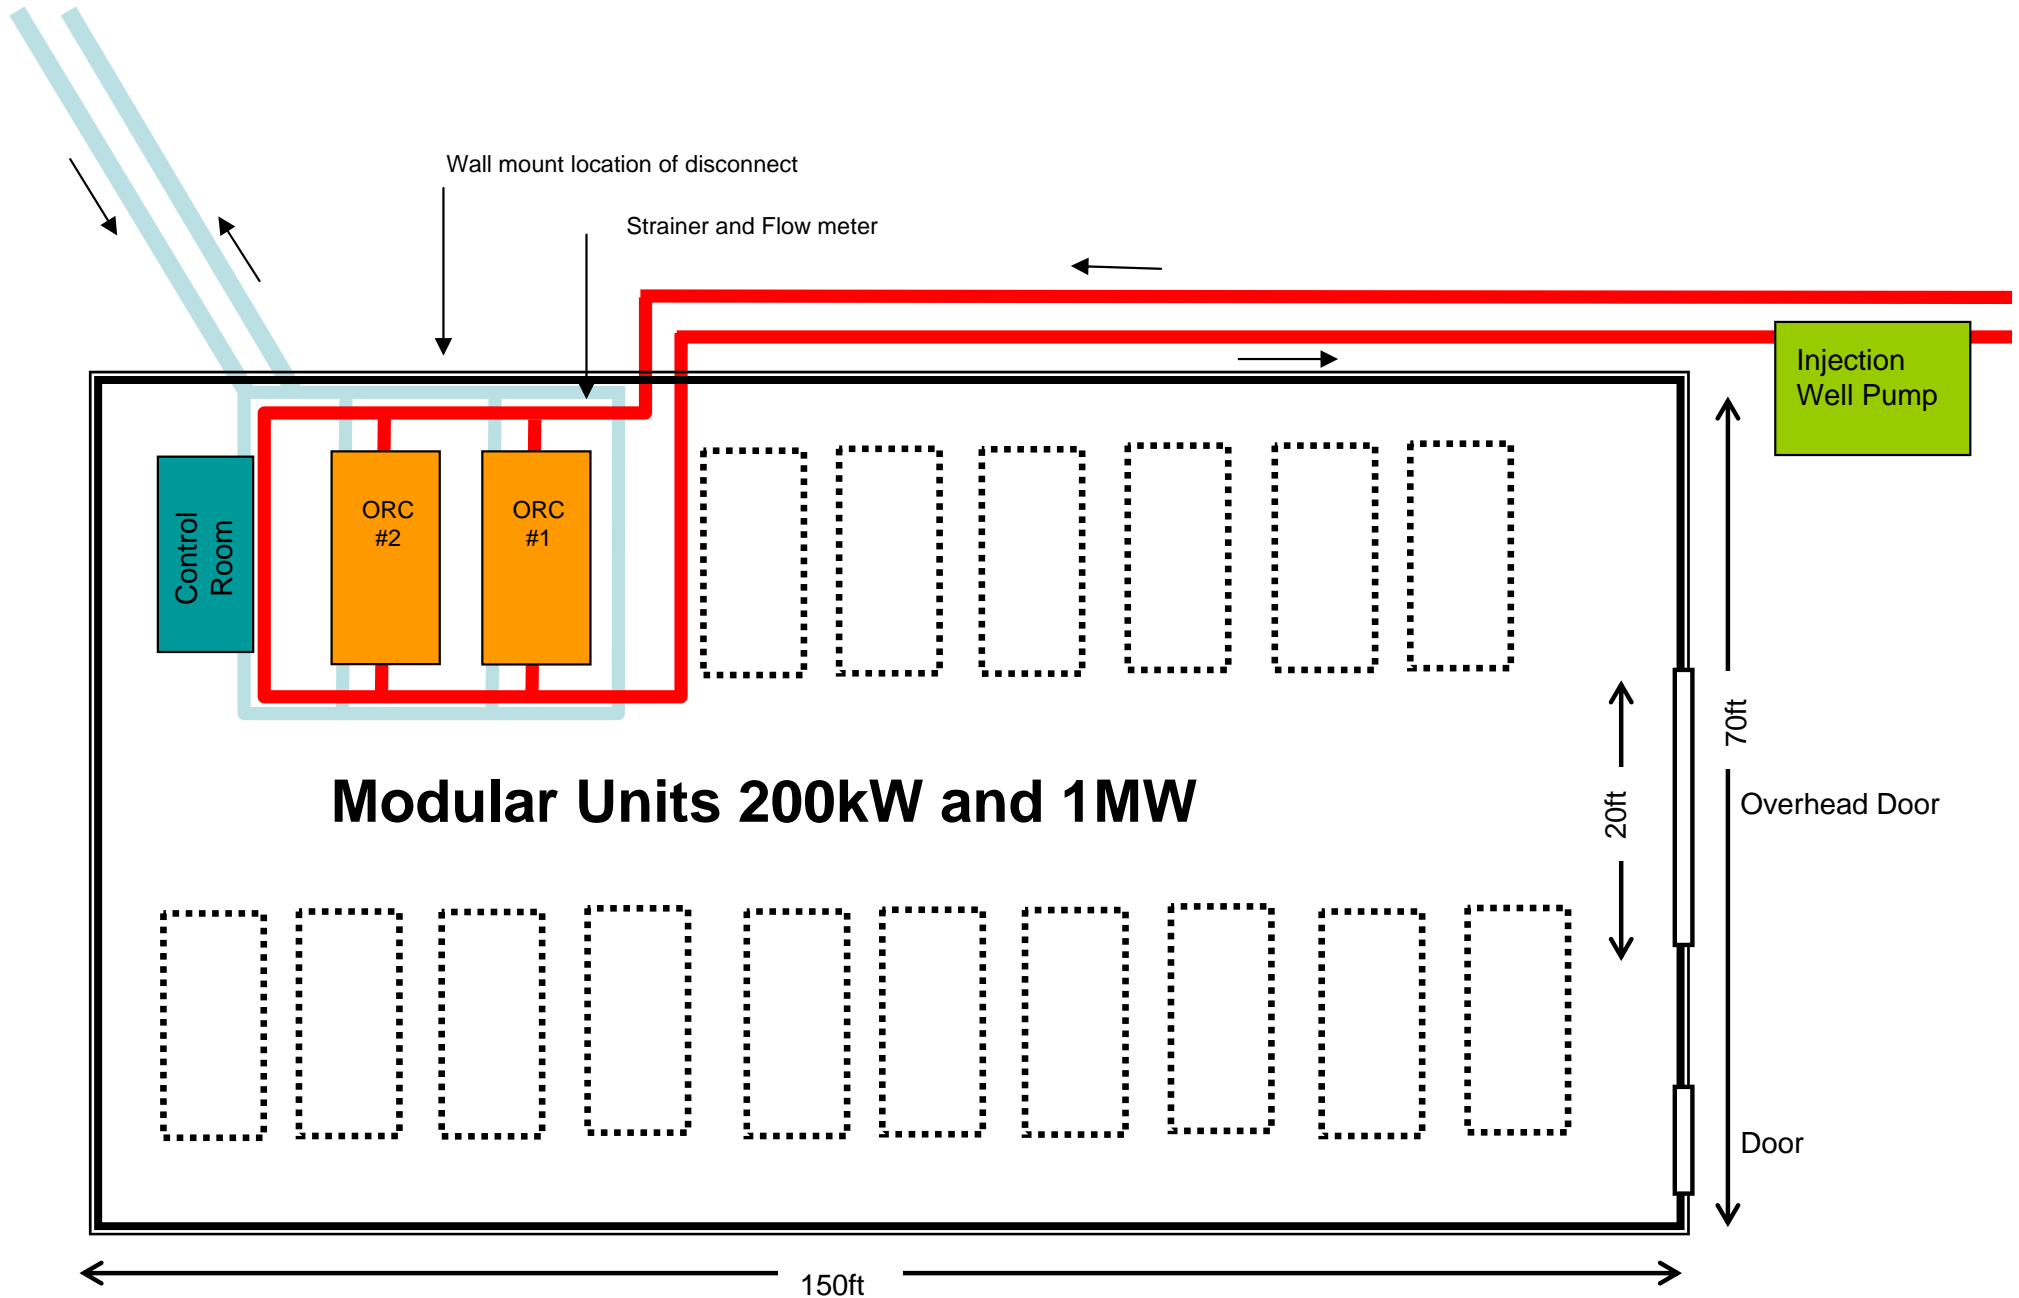 Wall mount location of disconnect
Strainer and Flow meter
Injection
Well Pump
Control
Room
ORC
#2
ORC
#1
70ft
20ft
Modular Units 200kW and 1MW
Overhead Door
Door
150ft